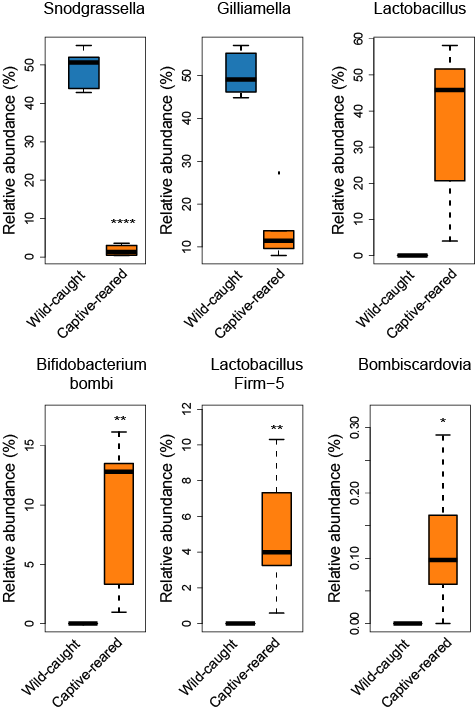 Snodgrassella
Gilliamella
Lactobacillus
Relative abundance (%)
0
10
20
30
40
50
****
Wild-caught
Captive-reared
Relative abundance (%)
10
20
30
40
50
Wild-caught
Captive-reared
Relative abundance (%)
0
10
20
30
40
50
60
Wild-caught
Captive-reared
Bifidobacterium
bombi
Lactobacillus
Firm−5
Bombiscardovia
Relative abundance (%)
0
5
10
15
**
Wild-caught
Captive-reared
Relative abundance (%)
0
2
4
6
8
10
12
**
Wild-caught
Captive-reared
Relative abundance (%)
0.00
0.10
0.20
0.30
*
Wild-caught
Captive-reared